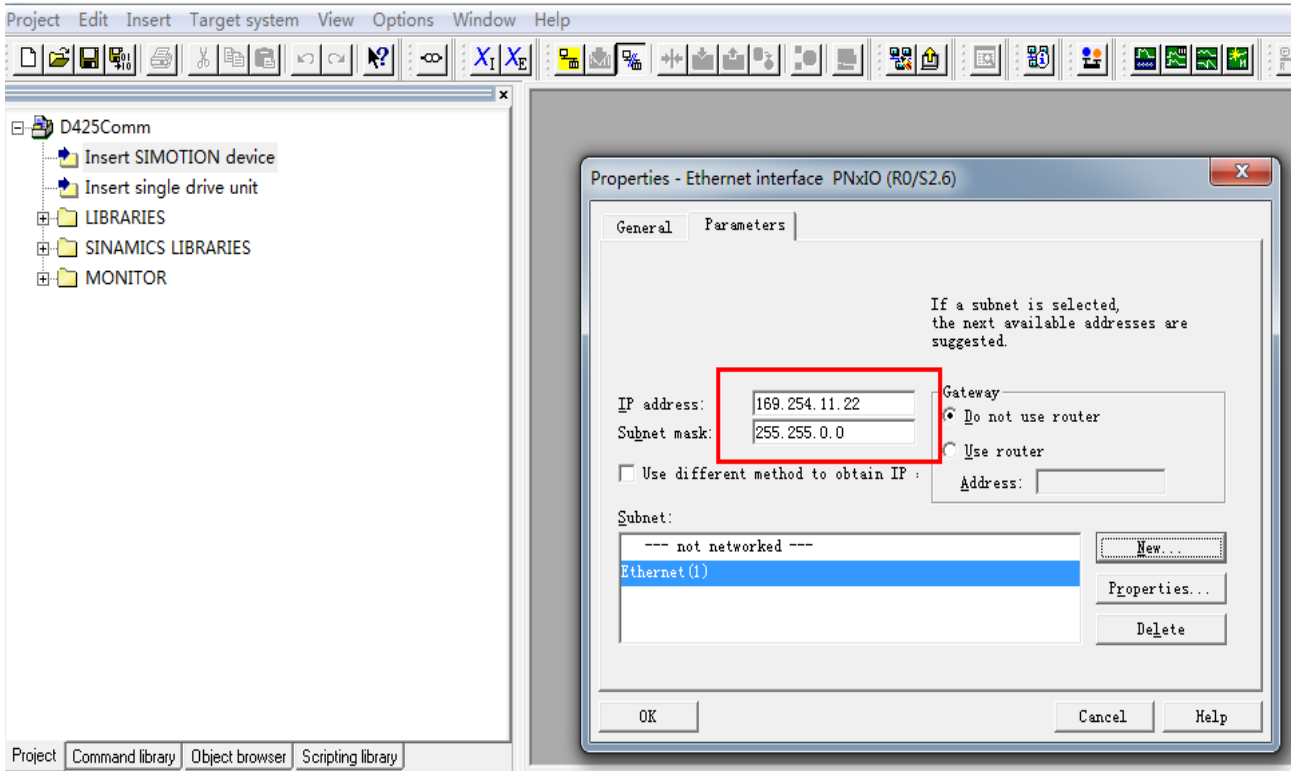 Project Edit Insert Target system View Options Window Help
D425Comm
Insert SIMOTION device
Insert single drive unit
LIBRARIES
SINAMICS LIBRARIES
MONITOR
Project Command library Object browser Scripting library
Properties - Ethernet interface PNxIO (R0/S2.6)
General Parameters
If a subnet is selected,
the next available addresses are
suggested.
IP address: 169.254.11.22
Subnet mask: 255.255.0.0
Use different method to obtain IP
Gateway
Do not use router
Use router
Address:
Subnet:
--- not networked ---
Ethernet(1)
New...
Properties...
Delete
OK Cancel Help